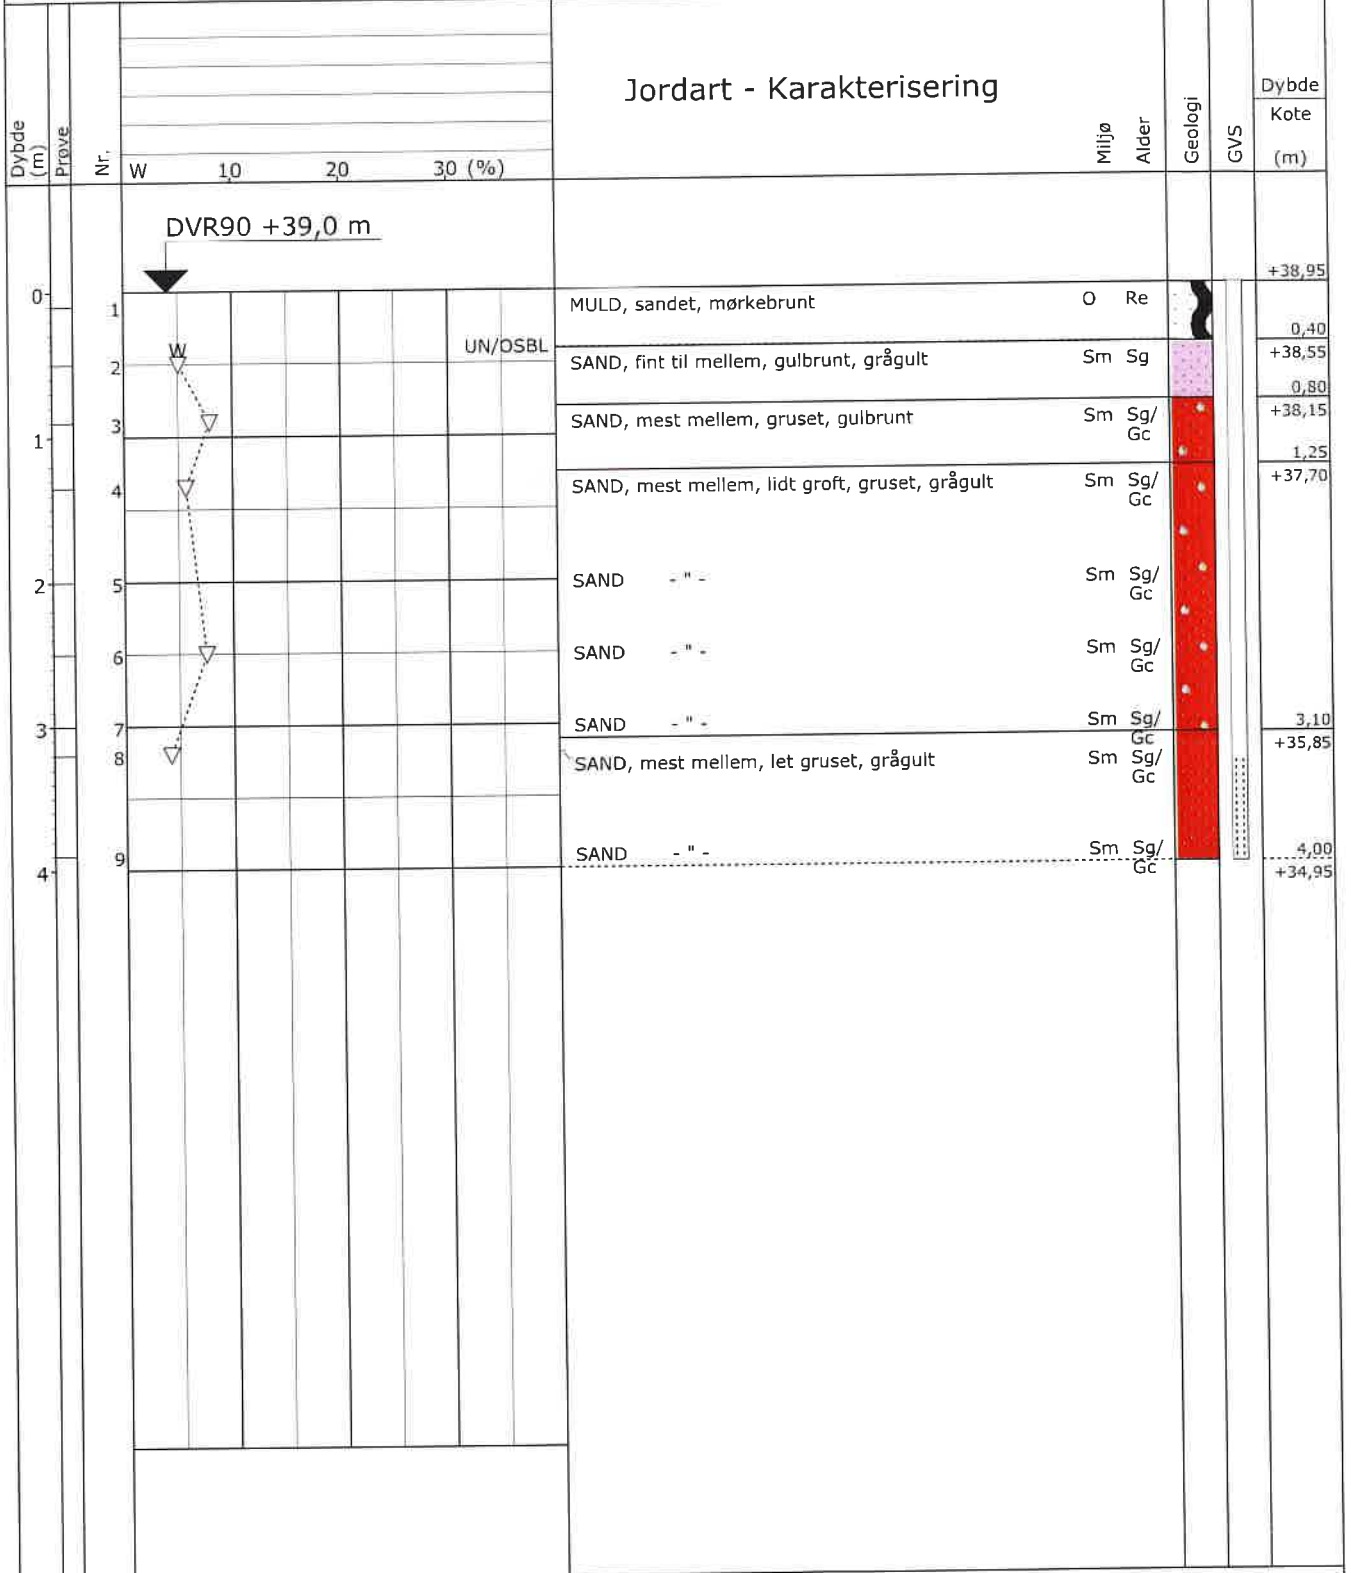 Jordart - Karakterisering
Dybde (m)
Prøve
Nr.
W 10 20 30 (%)
Miljø
Alder
Geologi
GVS
Dybde
Kote
(m)
DVR90 +39,0 m
+38,95
0
1 MULD, sandet, mørkebrunt O Re
0,40
W UN/OSBL
+38,55
2 SAND, fint til mellem, gulbrunt, grågult Sm Sg
0,80
+38,15
3 SAND, mest mellem, gruset, gulbrunt Sm Sg/
Gc
1
1,25
+37,70
4 SAND, mest mellem, lidt groft, gruset, grågult Sm Sg/
Gc
2 5 SAND - " - Sm Sg/
Gc
6 SAND - " - Sm Sg/
Gc
3 7 SAND - " - Sm Sg/
Gc
3,10
+35,85
8 SAND, mest mellem, let gruset, grågult Sm Sg/
Gc
9 SAND - " - Sm Sg/
Gc
4
4,00
+34,95